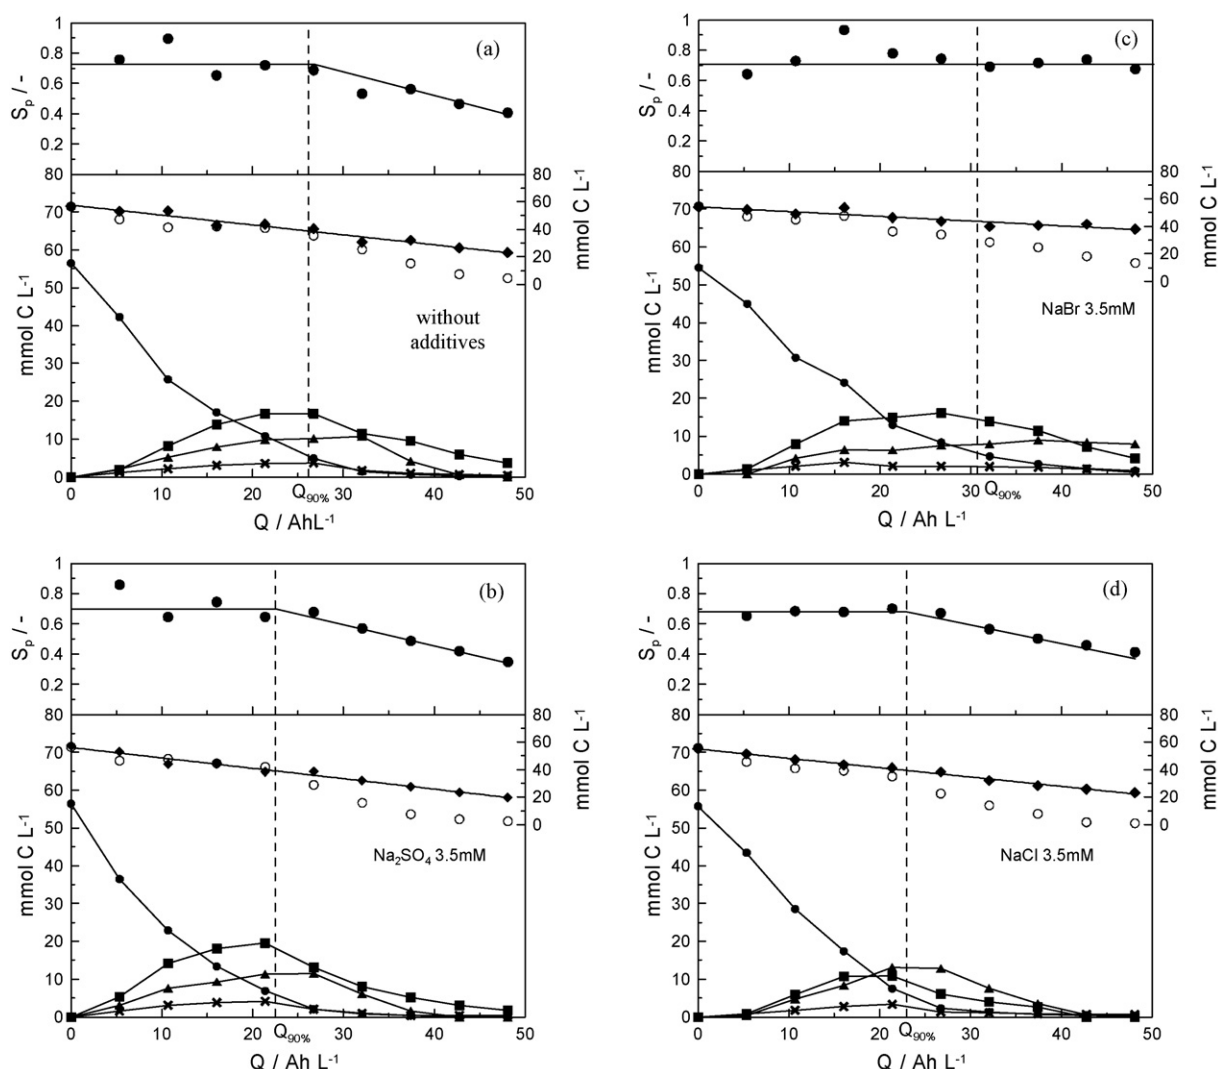 (a)
1
0.8
0.6
0.4
0.2
S_p / -
80
70
60
50
40
30
20
10
0
mmol C L⁻¹
80
60
40
20
0
mmol C L⁻¹
without
additives
0 10 20 30 40 50
Q₉₀%
Q / AhL⁻¹
(c)
1
0.8
0.6
0.4
0.2
S_p / -
80
70
60
50
40
30
20
10
0
mmol C L⁻¹
80
60
40
20
0
mmol C L⁻¹
NaBr 3.5mM
0 10 20 30 40 50
Q₉₀%
Q / Ah L⁻¹
(b)
1
0.8
0.6
0.4
0.2
S_p / -
80
70
60
50
40
30
20
10
0
mmol C L⁻¹
80
60
40
20
0
mmol C L⁻¹
Na₂SO₄ 3.5mM
0 10 20 30 40 50
Q₉₀%
Q / Ah L⁻¹
(d)
1
0.8
0.6
0.4
0.2
S_p / -
80
70
60
50
40
30
20
10
0
mmol C L⁻¹
80
60
40
20
0
mmol C L⁻¹
NaCl 3.5mM
0 10 20 30 40 50
Q₉₀%
Q / Ah L⁻¹